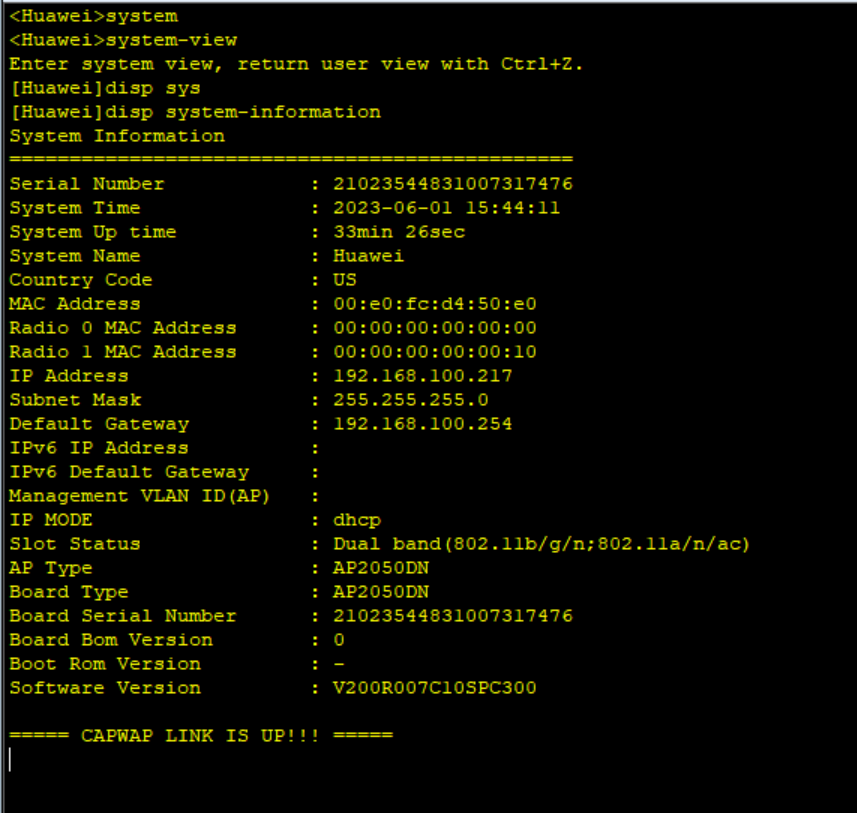 <Huawei>system
<Huawei>system-view
Enter system view, return user view with Ctrl+Z.
[Huawei]disp sys
[Huawei]disp system-information
System Information
===============================================
Serial Number            : 21023544831007317476
System Time              : 2023-06-01 15:44:11
System Up time           : 33min 26sec
System Name              : Huawei
Country Code             : US
MAC Address              : 00:e0:fc:d4:50:e0
Radio 0 MAC Address      : 00:00:00:00:00:00
Radio 1 MAC Address      : 00:00:00:00:00:10
IP Address               : 192.168.100.217
Subnet Mask              : 255.255.255.0
Default Gateway          : 192.168.100.254
IPv6 IP Address          :
IPv6 Default Gateway     :
Management VLAN ID(AP)   :
IP MODE                  : dhcp
Slot Status              : Dual band(802.11b/g/n;802.11a/n/ac)
AP Type                  : AP2050DN
Board Type               : AP2050DN
Board Serial Number      : 21023544831007317476
Board Bom Version        : 0
Boot Rom Version         : -
Software Version         : V200R007C10SPC300
===== CAPWAP LINK IS UP!!! =====